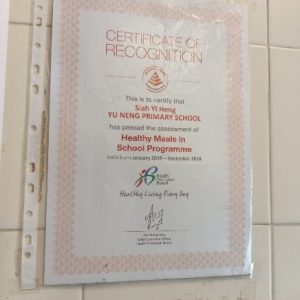 CERTIFICATE OF
RECOGNITION
This is to certify that
Siah Yi Heng
YU NENG PRIMARY SCHOOL
has passed the assessment of
Healthy Meals in
School Programme
Valid from January 2018 – December 2018
Health
Promotion
Board
Healthy Living Every Day
Chief Executive Officer
Health Promotion Board